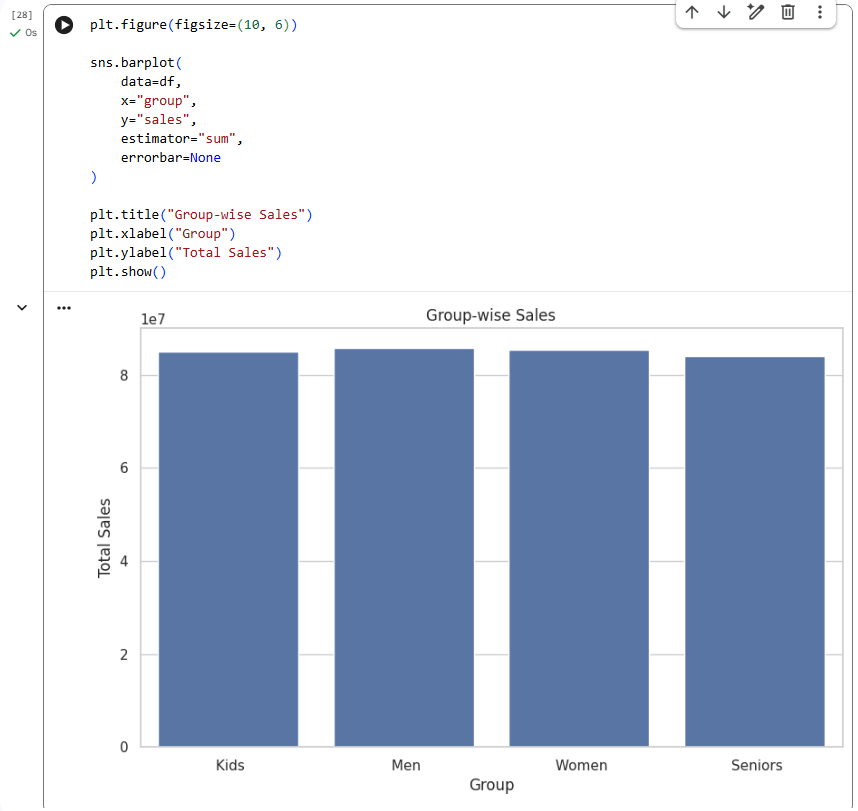 [28]
0s
plt.figure(figsize=(10, 6))
sns.barplot(
data=df,
x="group",
y="sales",
estimator="sum",
errorbar=None
)
plt.title("Group-wise Sales")
plt.xlabel("Group")
plt.ylabel("Total Sales")
plt.show()
Group-wise Sales
1e7
8
6
4
2
0
Total Sales
Kids Men Women Seniors
Group